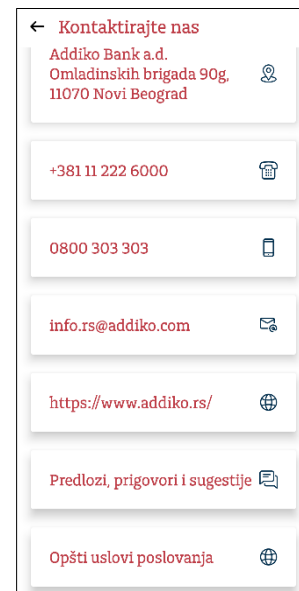 Kontaktirajte nas
Addiko Bank a.d.
Omladinskih brigada 90g,
11070 Novi Beograd
+381 11 222 6000
0800 303 303
info.rs@addiko.com
https://www.addiko.rs/
Predlozi, prigovori i sugestije
Opšti uslovi poslovanja